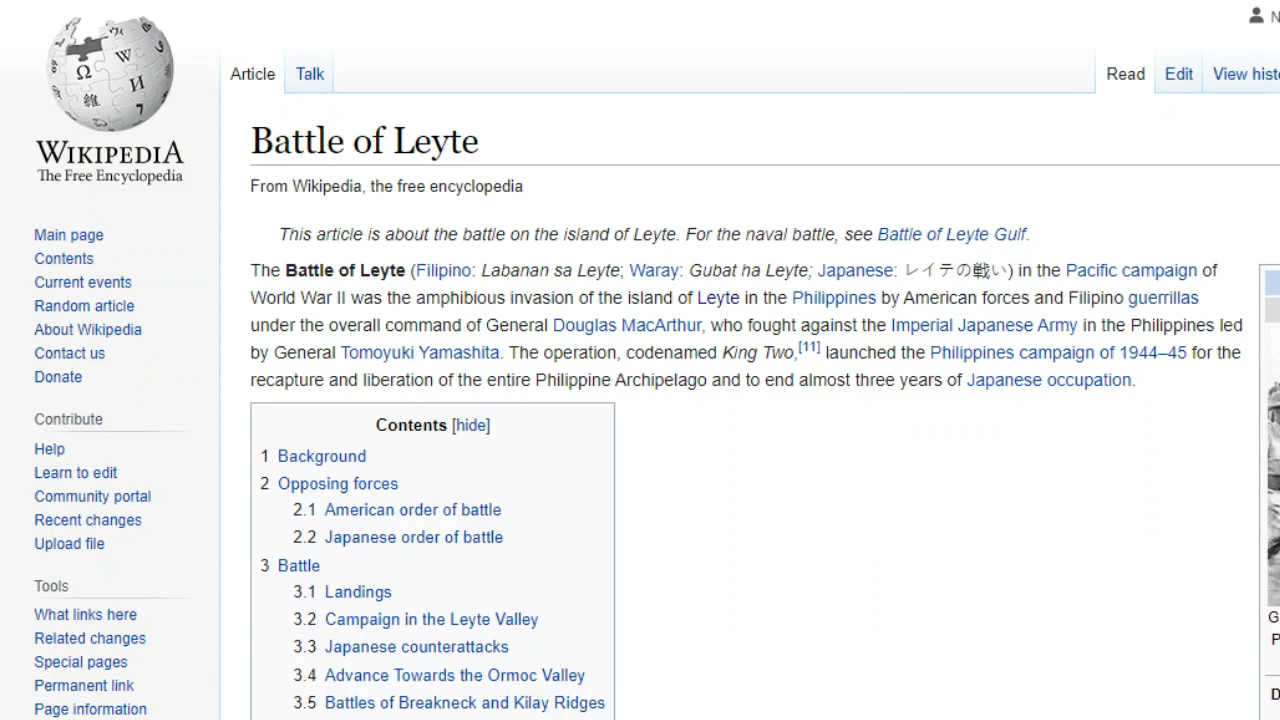 N
Article Talk Read Edit View histo
WIKIPEDIA
The Free Encyclopedia
Battle of Leyte
From Wikipedia, the free encyclopedia
This article is about the battle on the island of Leyte. For the naval battle, see Battle of Leyte Gulf.
The Battle of Leyte (Filipino: Labanan sa Leyte; Waray: Gubat ha Leyte; Japanese: レイテの戦い) in the Pacific campaign of
World War II was the amphibious invasion of the island of Leyte in the Philippines by American forces and Filipino guerrillas
under the overall command of General Douglas MacArthur, who fought against the Imperial Japanese Army in the Philippines led
by General Tomoyuki Yamashita. The operation, codenamed King Two,[11] launched the Philippines campaign of 1944–45 for the
recapture and liberation of the entire Philippine Archipelago and to end almost three years of Japanese occupation.
Main page
Contents
Current events
Random article
About Wikipedia
Contact us
Donate
Contribute
Help
Learn to edit
Community portal
Recent changes
Upload file
Tools
What links here
Related changes
Special pages
Permanent link
Page information
Contents [hide]
1 Background
2 Opposing forces
2.1 American order of battle
2.2 Japanese order of battle
3 Battle
3.1 Landings
3.2 Campaign in the Leyte Valley
3.3 Japanese counterattacks
3.4 Advance Towards the Ormoc Valley
3.5 Battles of Breakneck and Kilay Ridges
G
P
D